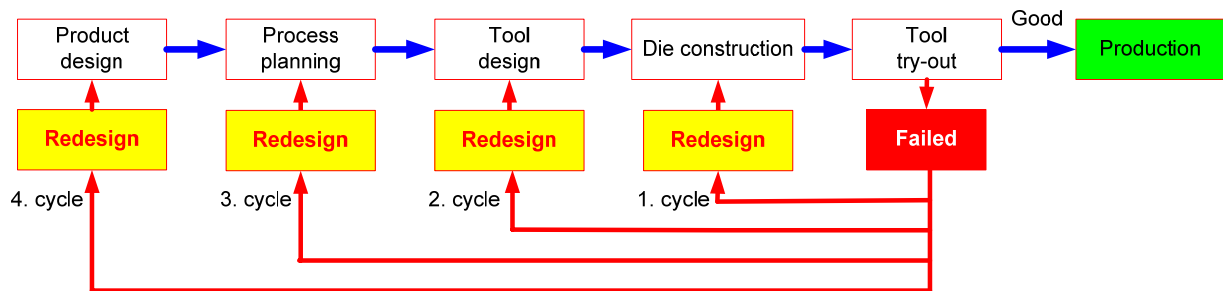 Product
design
Process
planning
Tool
design
Die construction
Tool
try-out
Good
Production
Redesign
Redesign
Redesign
Redesign
Failed
4. cycle
3. cycle
2. cycle
1. cycle